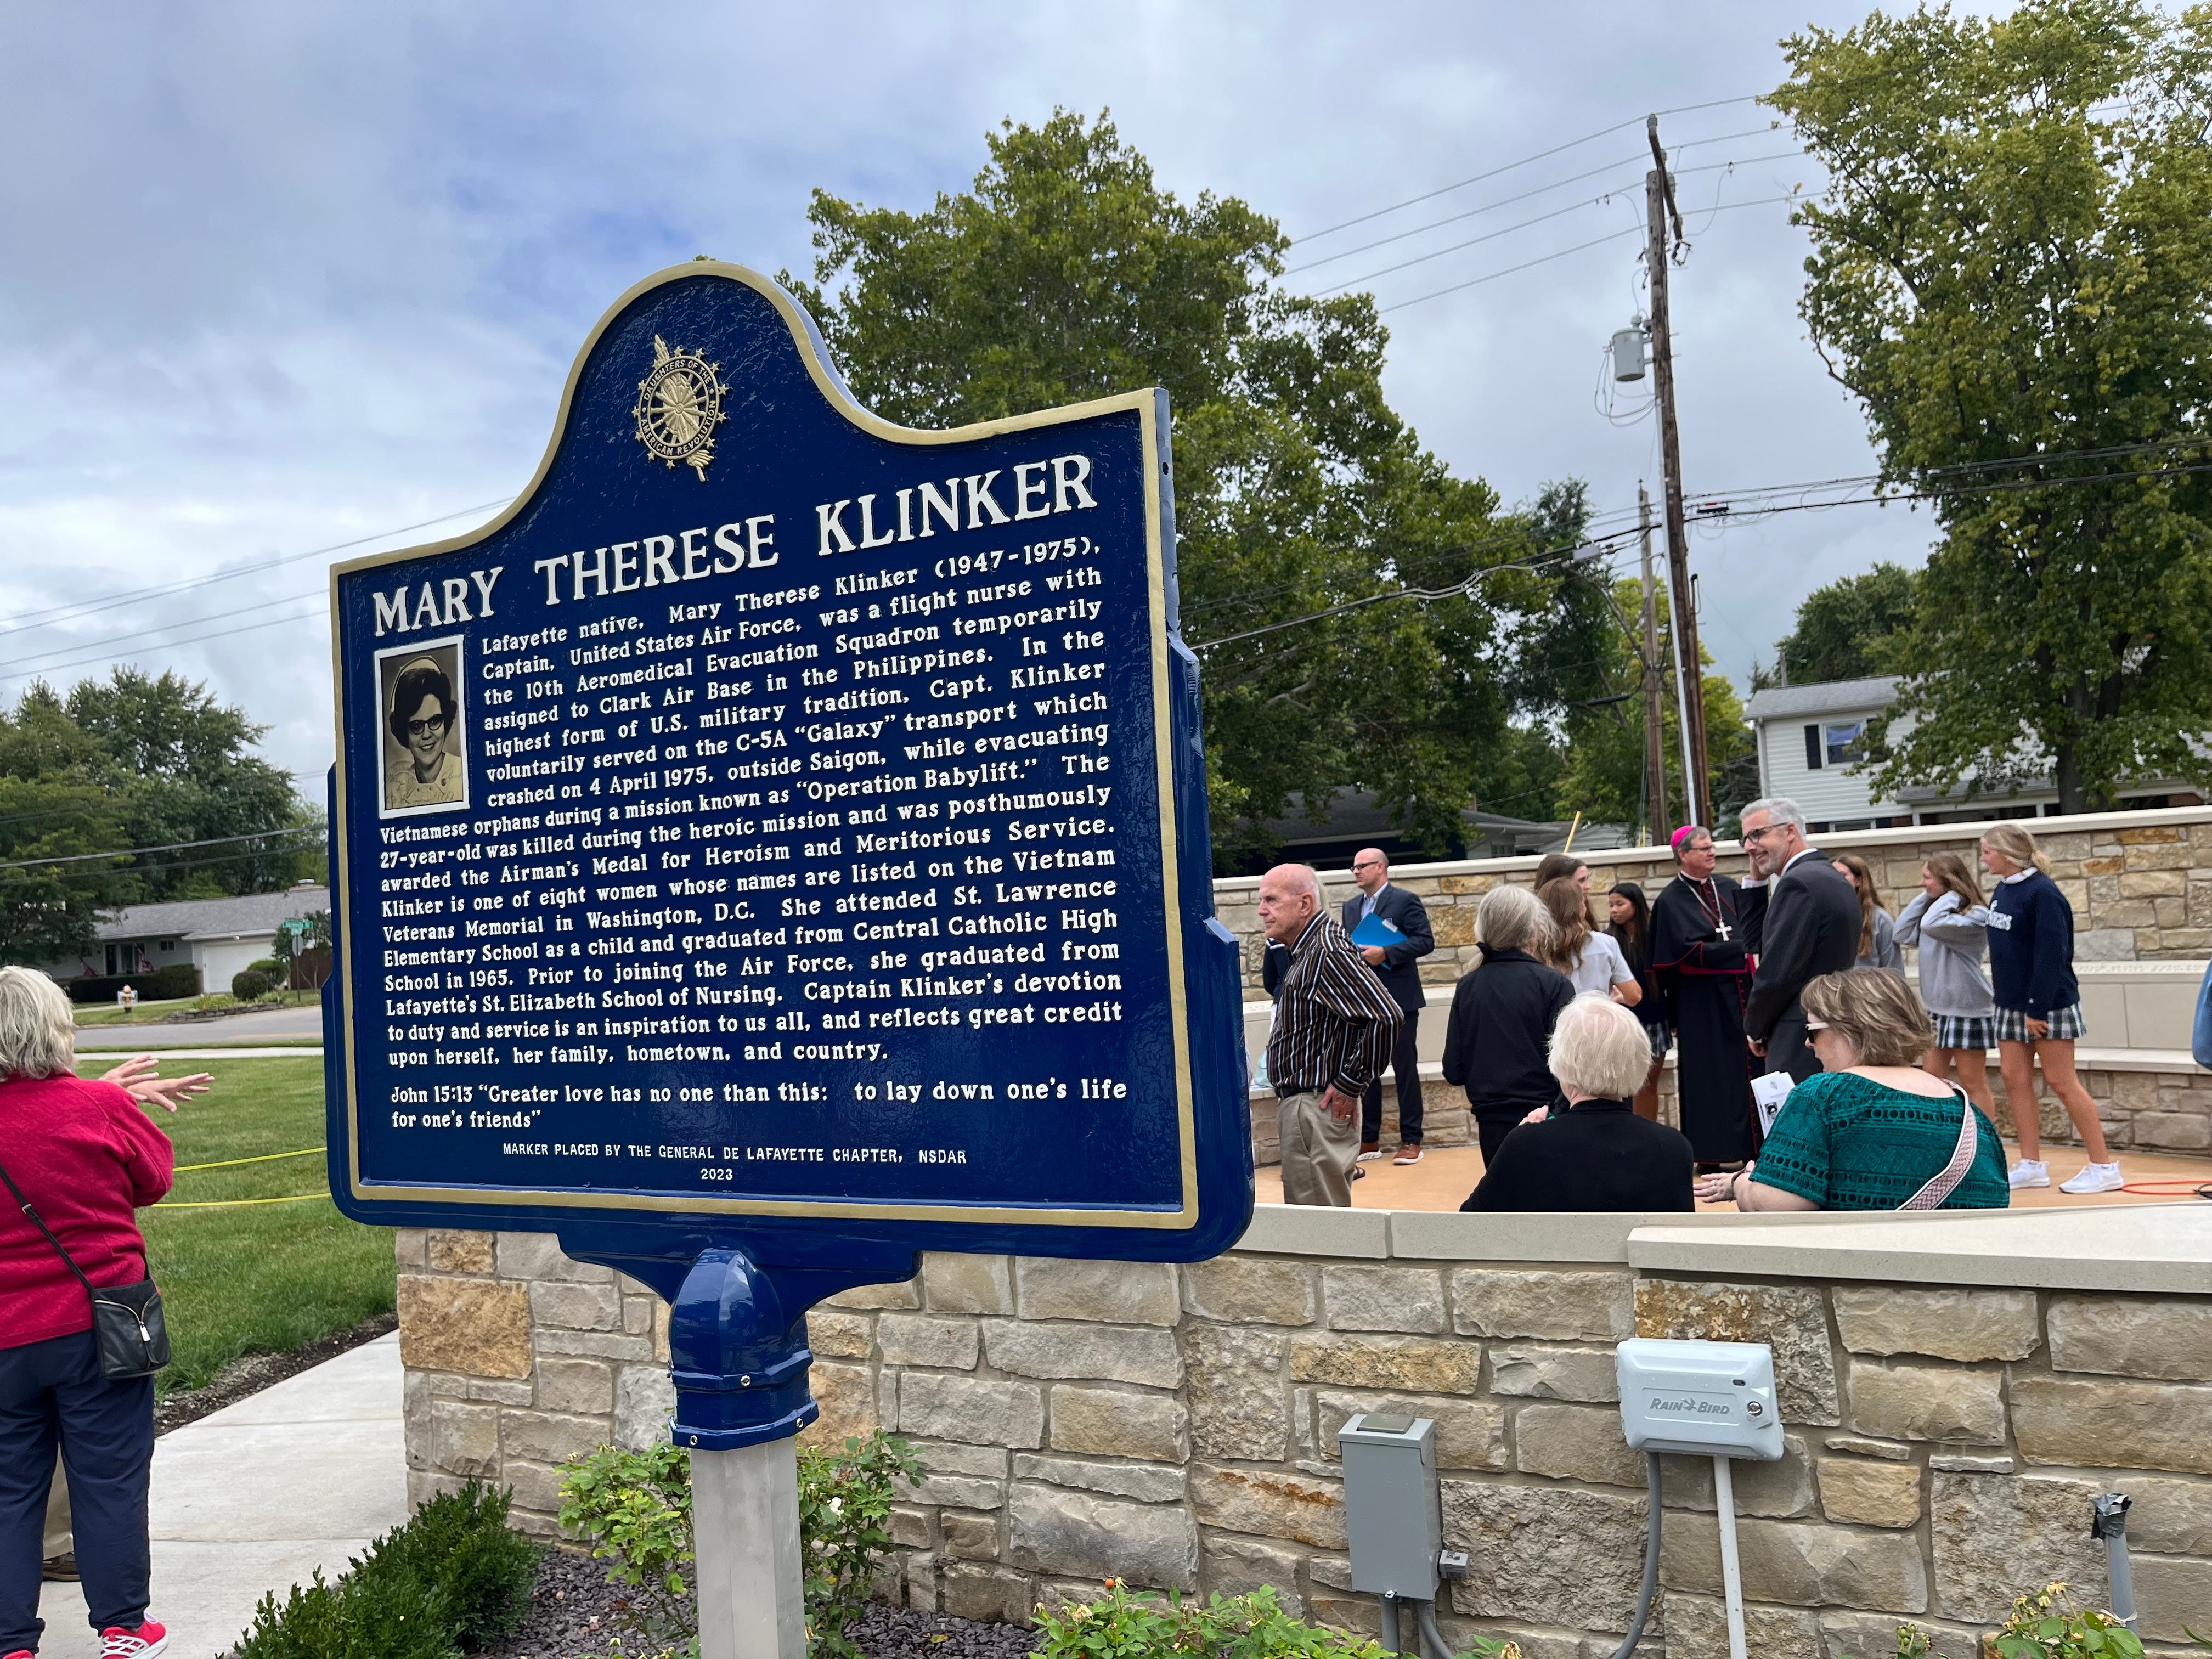 DAUGHTERS OF THE
AMERICAN REVOLUTION
MARY THERESE KLINKER
Lafayette native, Mary Therese Klinker (1947-1975),
Captain, United States Air Force, was a flight nurse with
the 10th Aeromedical Evacuation Squadron temporarily
assigned to Clark Air Base in the Philippines. In the
highest form of U.S. military tradition, Capt. Klinker
voluntarily served on the C-5A "Galaxy" transport which
crashed on 4 April 1975, outside Saigon, while evacuating
Vietnamese orphans during a mission known as "Operation Babylift." The
27-year-old was killed during the heroic mission and was posthumously
awarded the Airman's Medal for Heroism and Meritorious Service.
Klinker is one of eight women whose names are listed on the Vietnam
Veterans Memorial in Washington, D.C. She attended St. Lawrence
Elementary School as a child and graduated from Central Catholic High
School in 1965. Prior to joining the Air Force, she graduated from
Lafayette's St. Elizabeth School of Nursing. Captain Klinker's devotion
to duty and service is an inspiration to us all, and reflects great credit
upon herself, her family, hometown, and country.
John 15:13 "Greater love has no one than this: to lay down one's life
for one's friends"
MARKER PLACED BY THE GENERAL DE LAFAYETTE CHAPTER, NSDAR
2023
RAIN BIRD